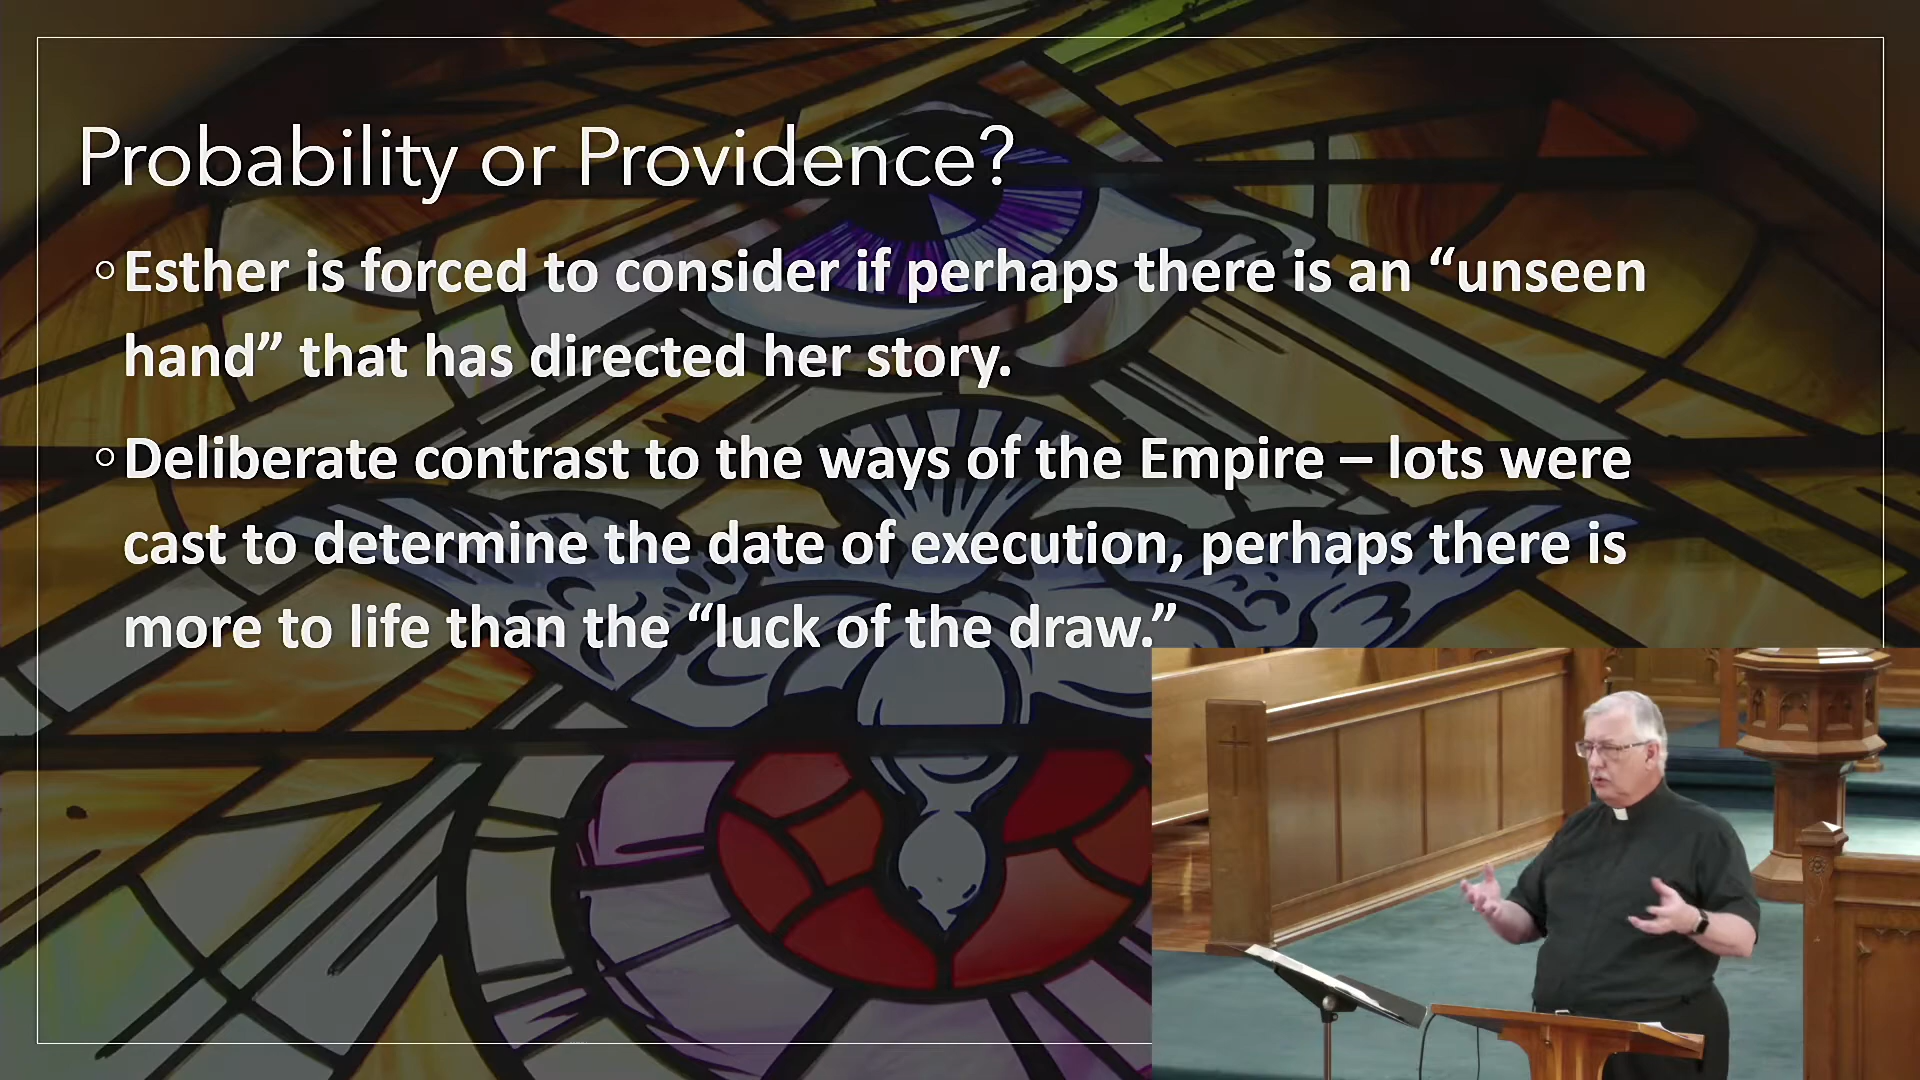 Probability or Providence?
◦Esther is forced to consider if perhaps there is an “unseen
hand” that has directed her story.
◦Deliberate contrast to the ways of the Empire – lots were
cast to determine the date of execution, perhaps there is
more to life than the “luck of the draw.”